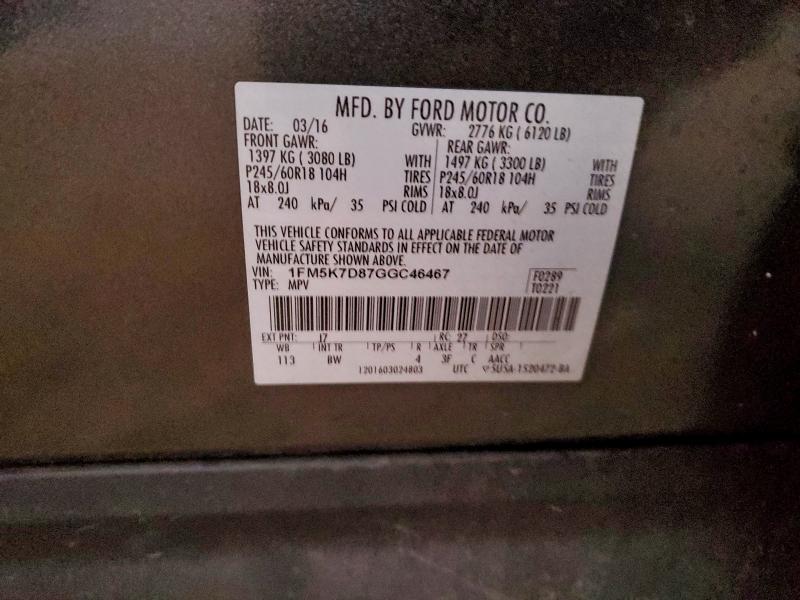 MFD. BY FORD MOTOR CO.
DATE: 03/16 GVWR: 2776 KG ( 6120 LB)
FRONT GAWR: REAR GAWR:
1397 KG ( 3080 LB) WITH 1497 KG ( 3300 LB) WITH
P245/60R18 104H TIRES P245/60R18 104H TIRES
18x8.0J RIMS 18x8.0J RIMS
AT 240 kPa/ 35 PSI COLD AT 240 kPa/ 35 PSI COLD
THIS VEHICLE CONFORMS TO ALL APPLICABLE FEDERAL MOTOR
VEHICLE SAFETY STANDARDS IN EFFECT ON THE DATE OF
MANUFACTURE SHOWN ABOVE.
VIN: 1FM5K7D87GGC46467 F0289
TYPE: MPV T0221
EXT PNT: J7 RC: 27 DSO:
WB INT TR TP/PS R AXLE TR SPR
113 BW 4 3F C AACC
1201603024803 UTC SUSA-1520472-BA